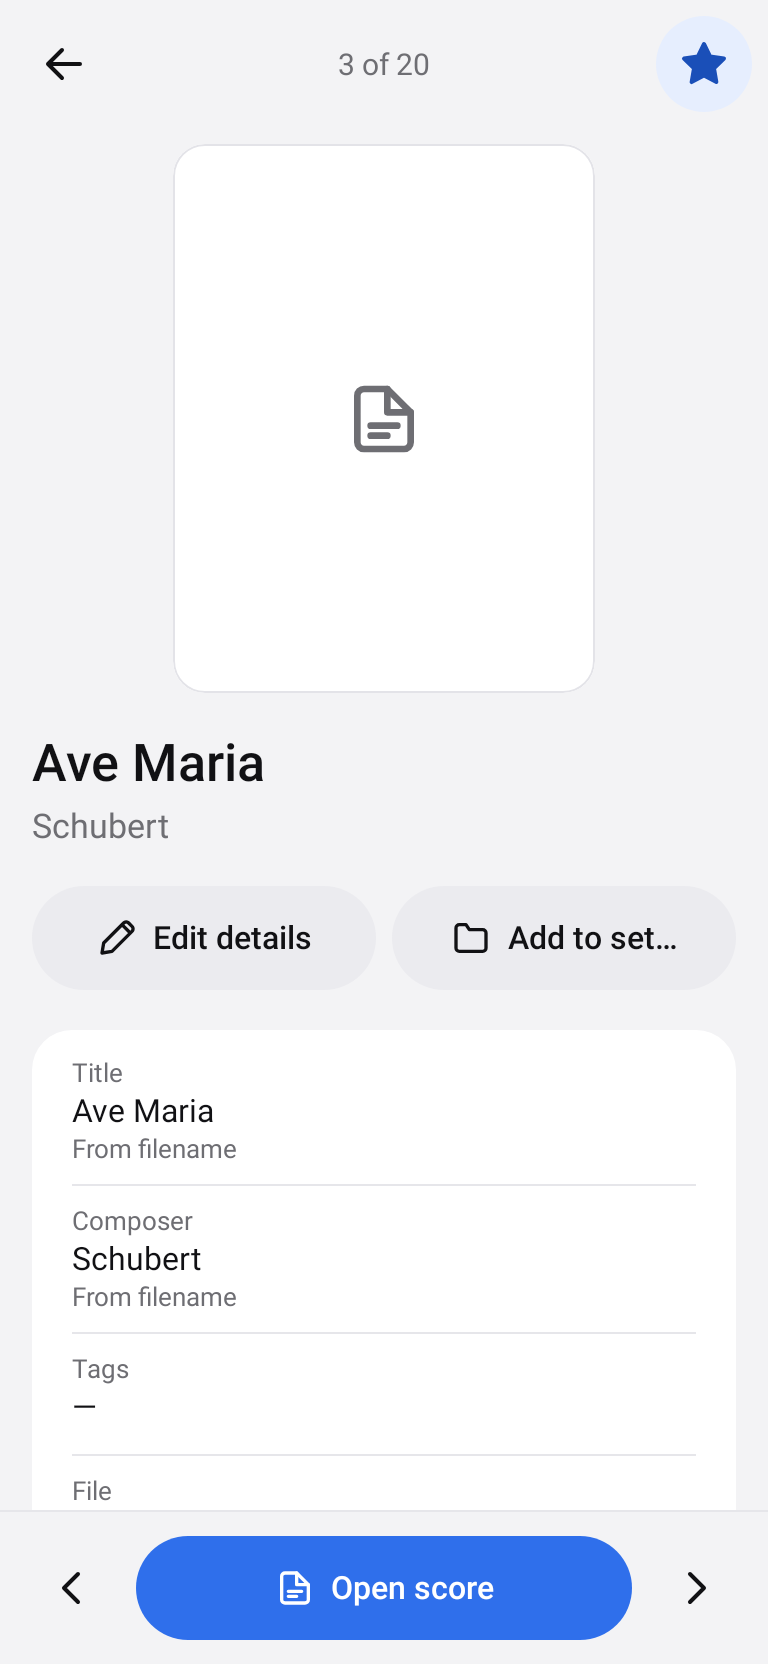 3 of 20
Ave Maria
Schubert
Edit details
Add to set...
Title
Ave Maria
From filename
Composer
Schubert
From filename
Tags
—
File
Open score